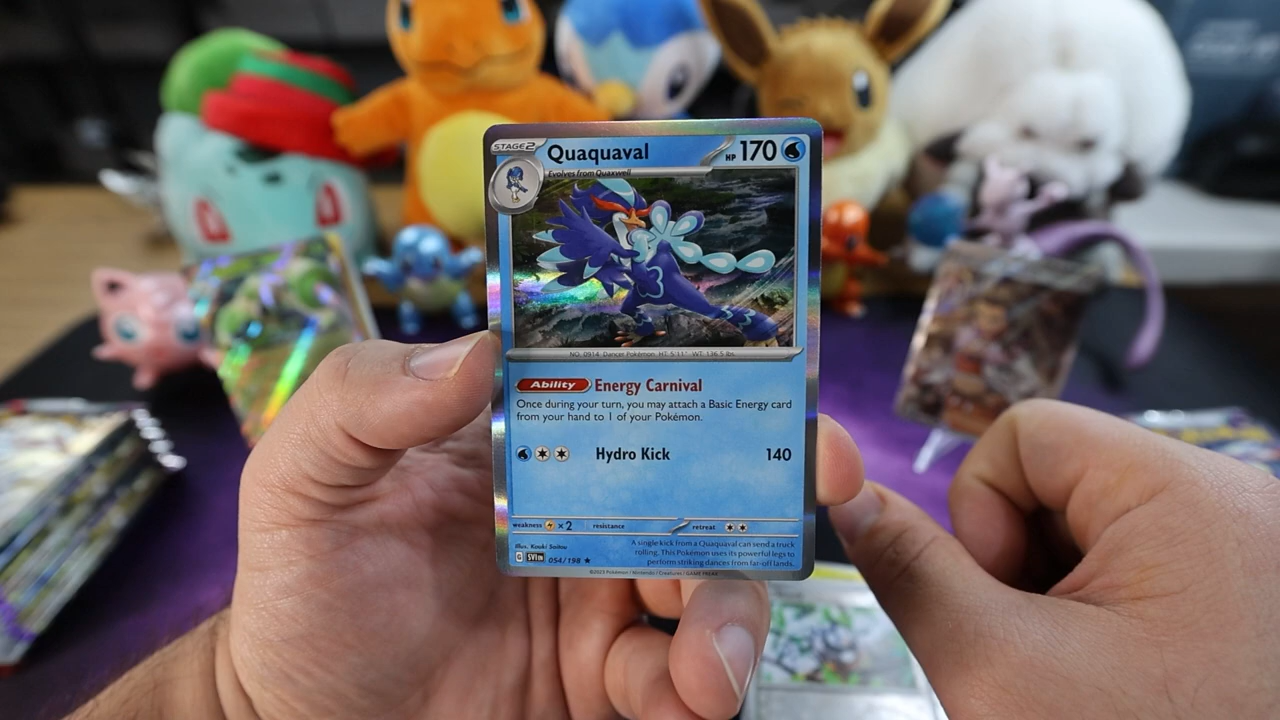 STAGE2 Quaquaval HP 170
Evolves from Quaxwell
NO. 0914 Dancer Pokémon HT: 5'11" WT: 136.5 lbs
Ability Energy Carnival
Once during your turn, you may attach a Basic Energy card
from your hand to 1 of your Pokémon.
Hydro Kick 140
weakness x2 resistance retreat
Illus. Kouki Saitou
A single kick from a Quaquaval can send a truck
rolling. This Pokémon uses its powerful legs to
perform striking dances from far-off lands.
G SVI EN 054/198 ★
©2023 Pokémon / Nintendo / Creatures / GAME FREAK